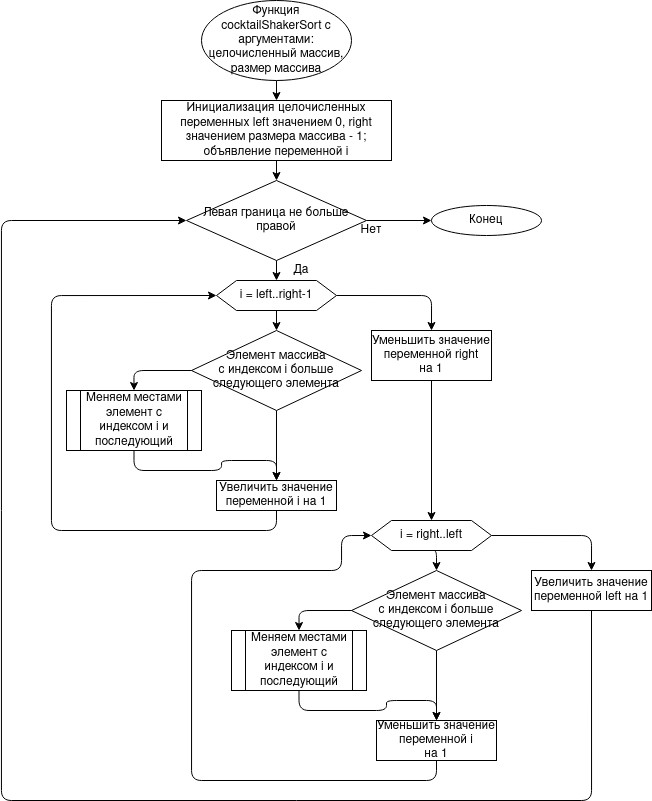 Функция
cocktailShakerSort с
аргументами:
целочисленный массив,
размер массива
Инициализация целочисленных
переменных left значением 0, right
значением размера массива - 1;
объявление переменной i
Левая граница не больше
правой
Нет
Конец
Да
i = left..right-1
Элемент массива
с индексом i больше
следующего элемента
Уменьшить значение
переменной right
на 1
Меняем местами
элемент с
индексом i и
последующий
Увеличить значение
переменной i на 1
i = right..left
Элемент массива
с индексом i больше
следующего элемента
Увеличить значение
переменной left на 1
Меняем местами
элемент с
индексом i и
последующий
Уменьшить значение
переменной i
на 1